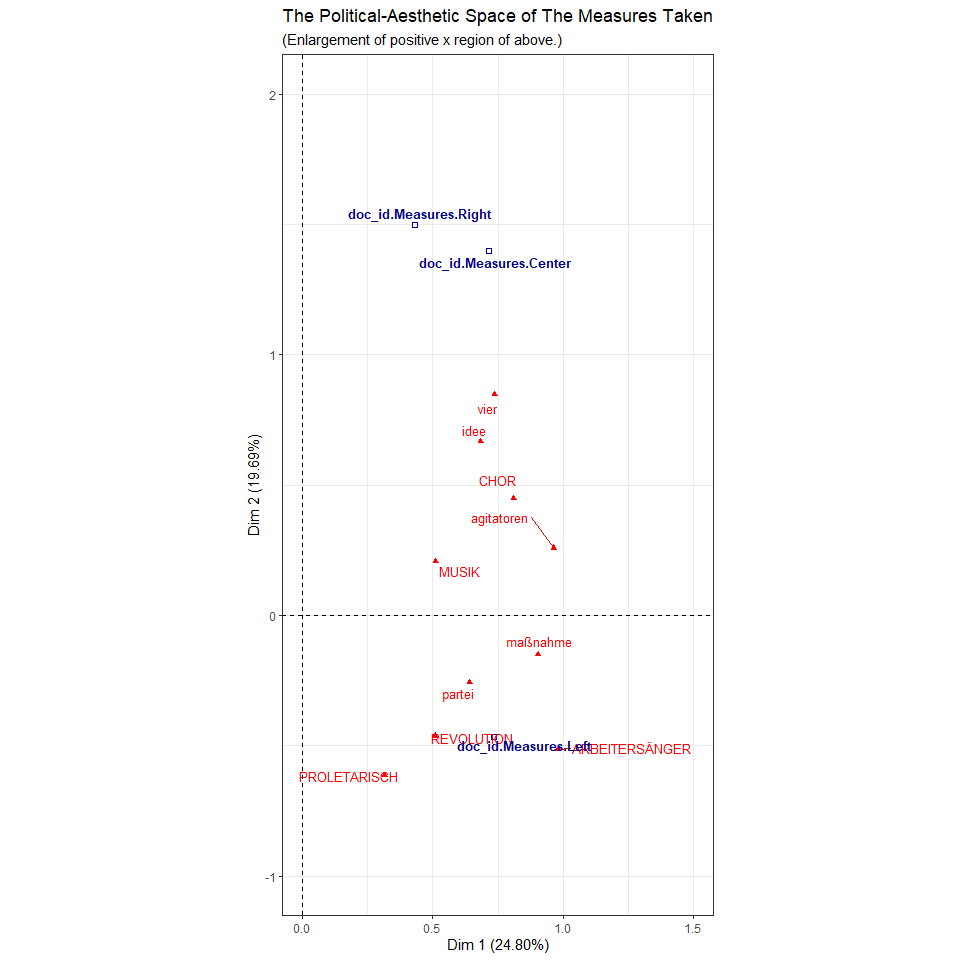 The Political-Aesthetic Space of The Measures Taken
(Enlargement of positive x region of above.)
2
doc_id.Measures.Right
doc_id.Measures.Center
1
vier
idee
CHOR
agitatoren
MUSIK
Dim 2 (19.69%)
0
maßnahme
partei
REVOLUTION
doc_id.Measures.Left
ARBEITERSÄNGER
PROLETARISCH
-1
0.0 0.5 1.0 1.5
Dim 1 (24.80%)